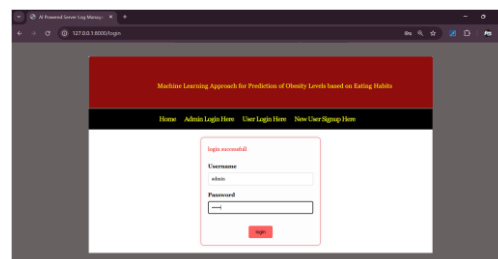 AI Powered Server Log Manage
127.0.0.1:8000/login
Machine Learning Approach for Prediction of Obesity Levels based on Eating Habits
Home Admin Login Here User Login Here New User Signup Here
login successfull
Username
admin
Password
login